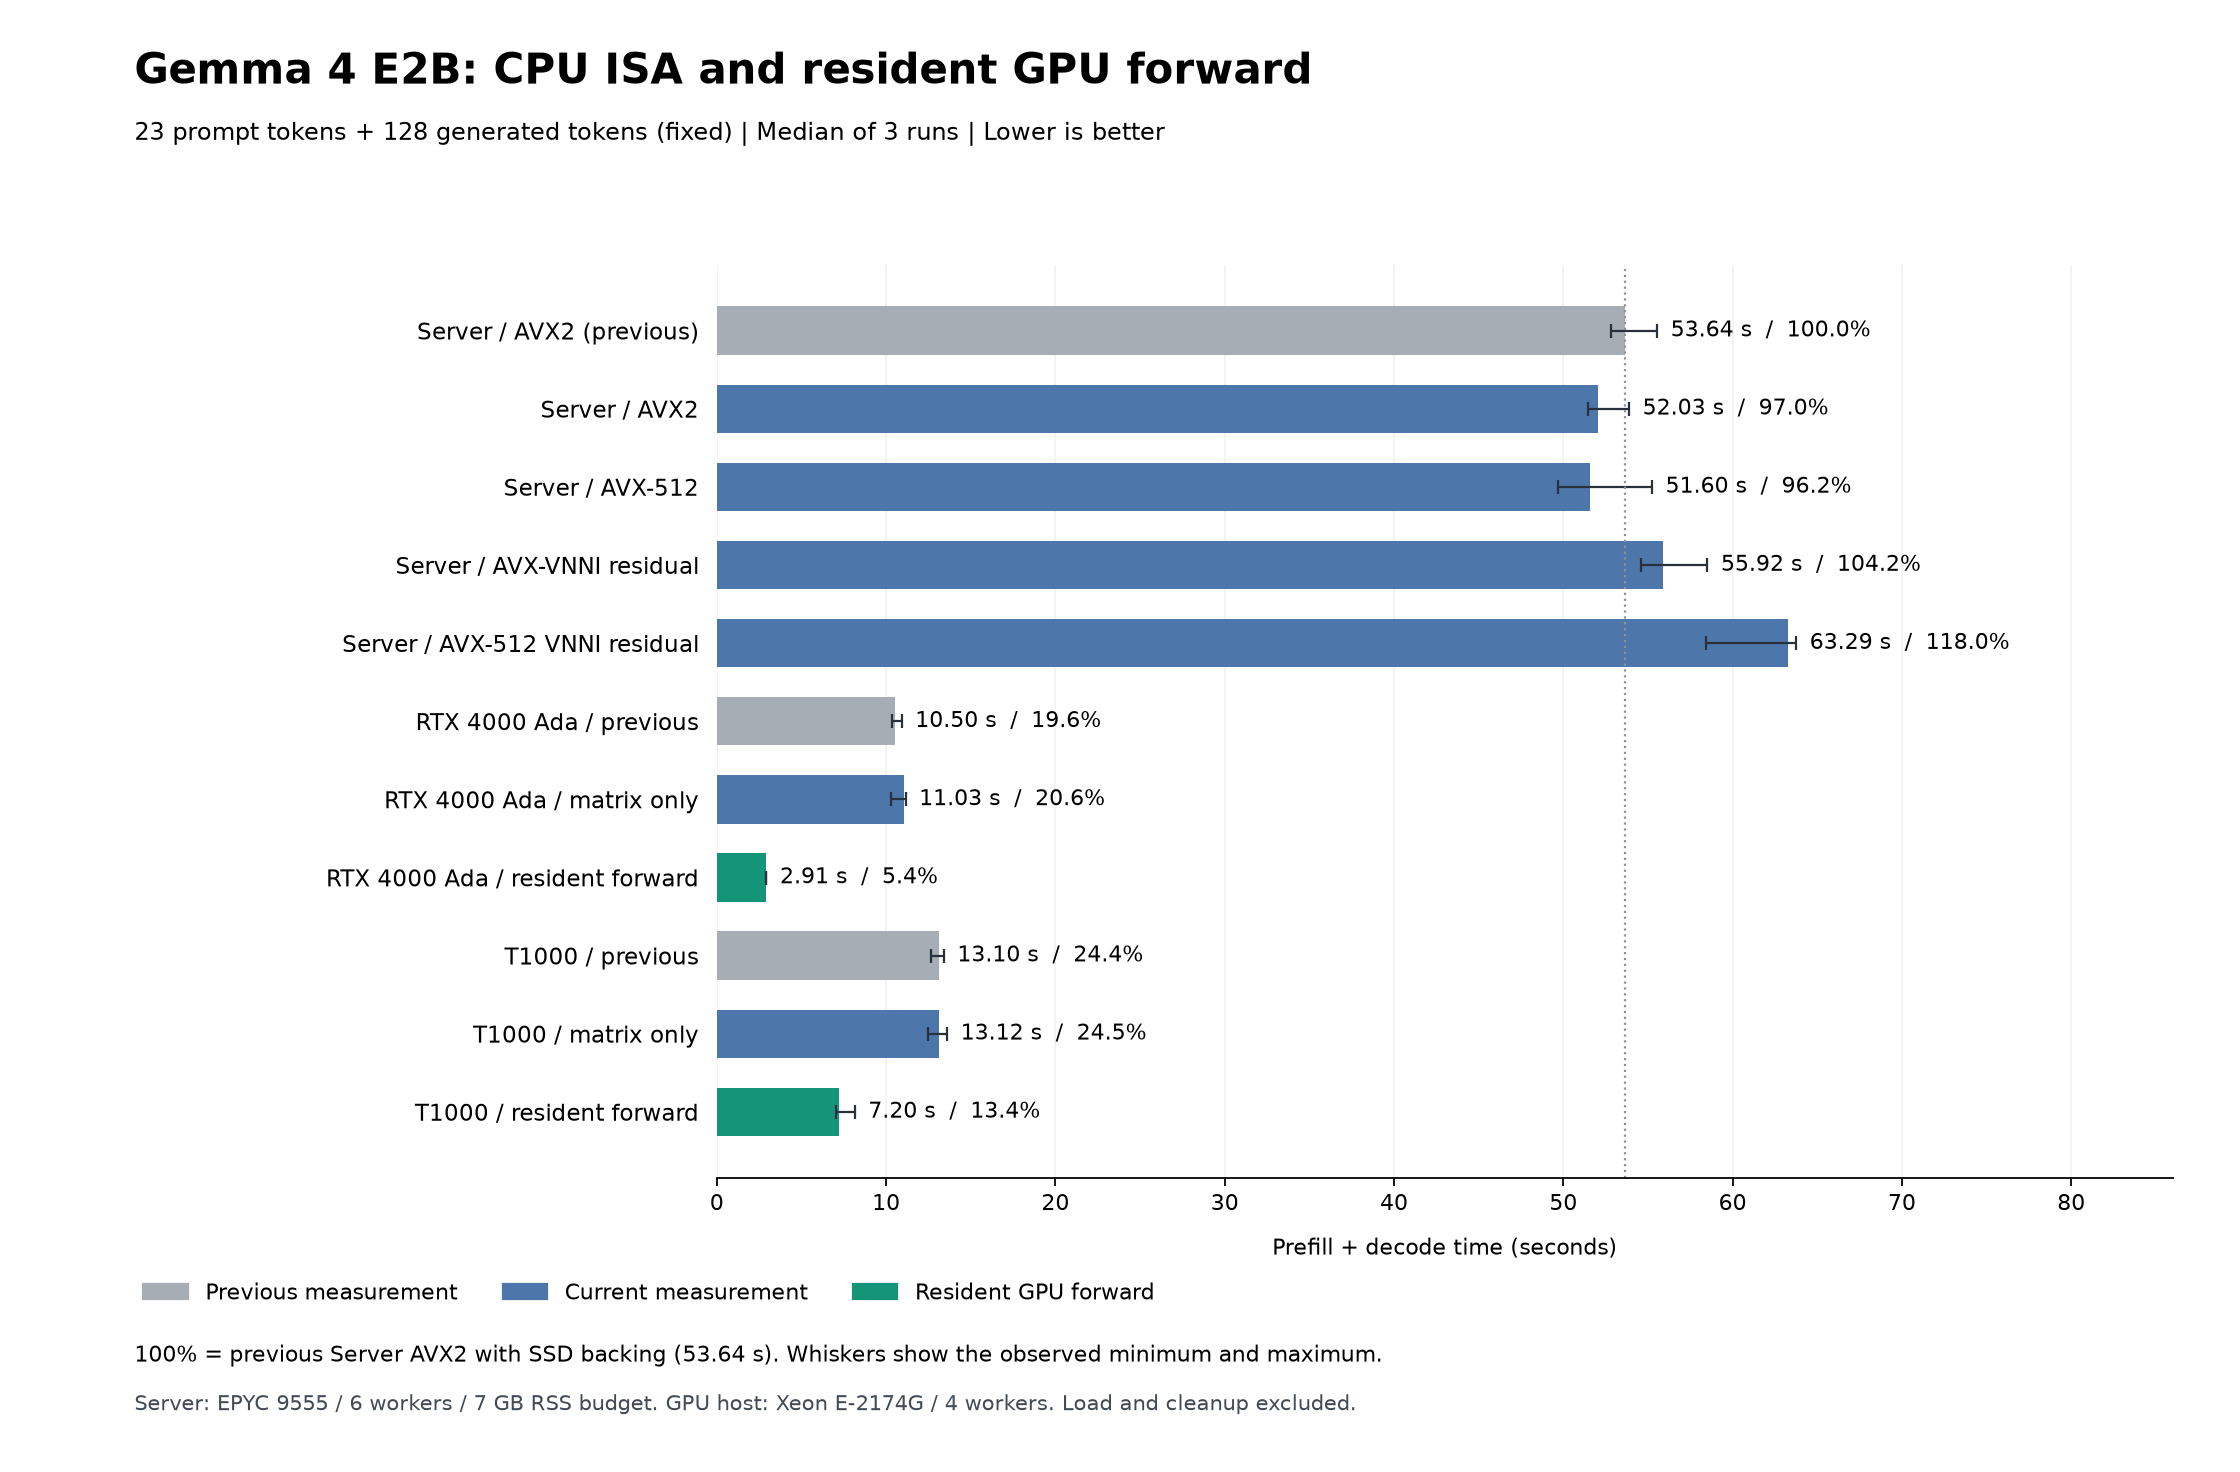 Gemma 4 E2B: CPU ISA and resident GPU forward
23 prompt tokens + 128 generated tokens (fixed) | Median of 3 runs | Lower is better
Server / AVX2 (previous) 53.64 s / 100.0%
Server / AVX2 52.03 s / 97.0%
Server / AVX-512 51.60 s / 96.2%
Server / AVX-VNNI residual 55.92 s / 104.2%
Server / AVX-512 VNNI residual 63.29 s / 118.0%
RTX 4000 Ada / previous 10.50 s / 19.6%
RTX 4000 Ada / matrix only 11.03 s / 20.6%
RTX 4000 Ada / resident forward 2.91 s / 5.4%
T1000 / previous 13.10 s / 24.4%
T1000 / matrix only 13.12 s / 24.5%
T1000 / resident forward 7.20 s / 13.4%
0 10 20 30 40 50 60 70 80
Prefill + decode time (seconds)
Previous measurement Current measurement Resident GPU forward
100% = previous Server AVX2 with SSD backing (53.64 s). Whiskers show the observed minimum and maximum.
Server: EPYC 9555 / 6 workers / 7 GB RSS budget. GPU host: Xeon E-2174G / 4 workers. Load and cleanup excluded.